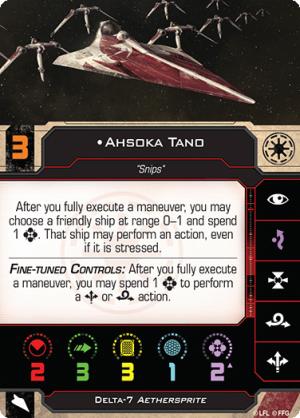 3
•Ahsoka Tano
"Snips"
After you fully execute a maneuver, you may
choose a friendly ship at range 0–1 and spend
1 . That ship may perform an action, even
if it is stressed.
Fine-tuned Controls: After you fully execute
a maneuver, you may spend 1 to perform
a or action.
2 3 3 1 2
Delta-7 Aethersprite
©LFL ©FFG